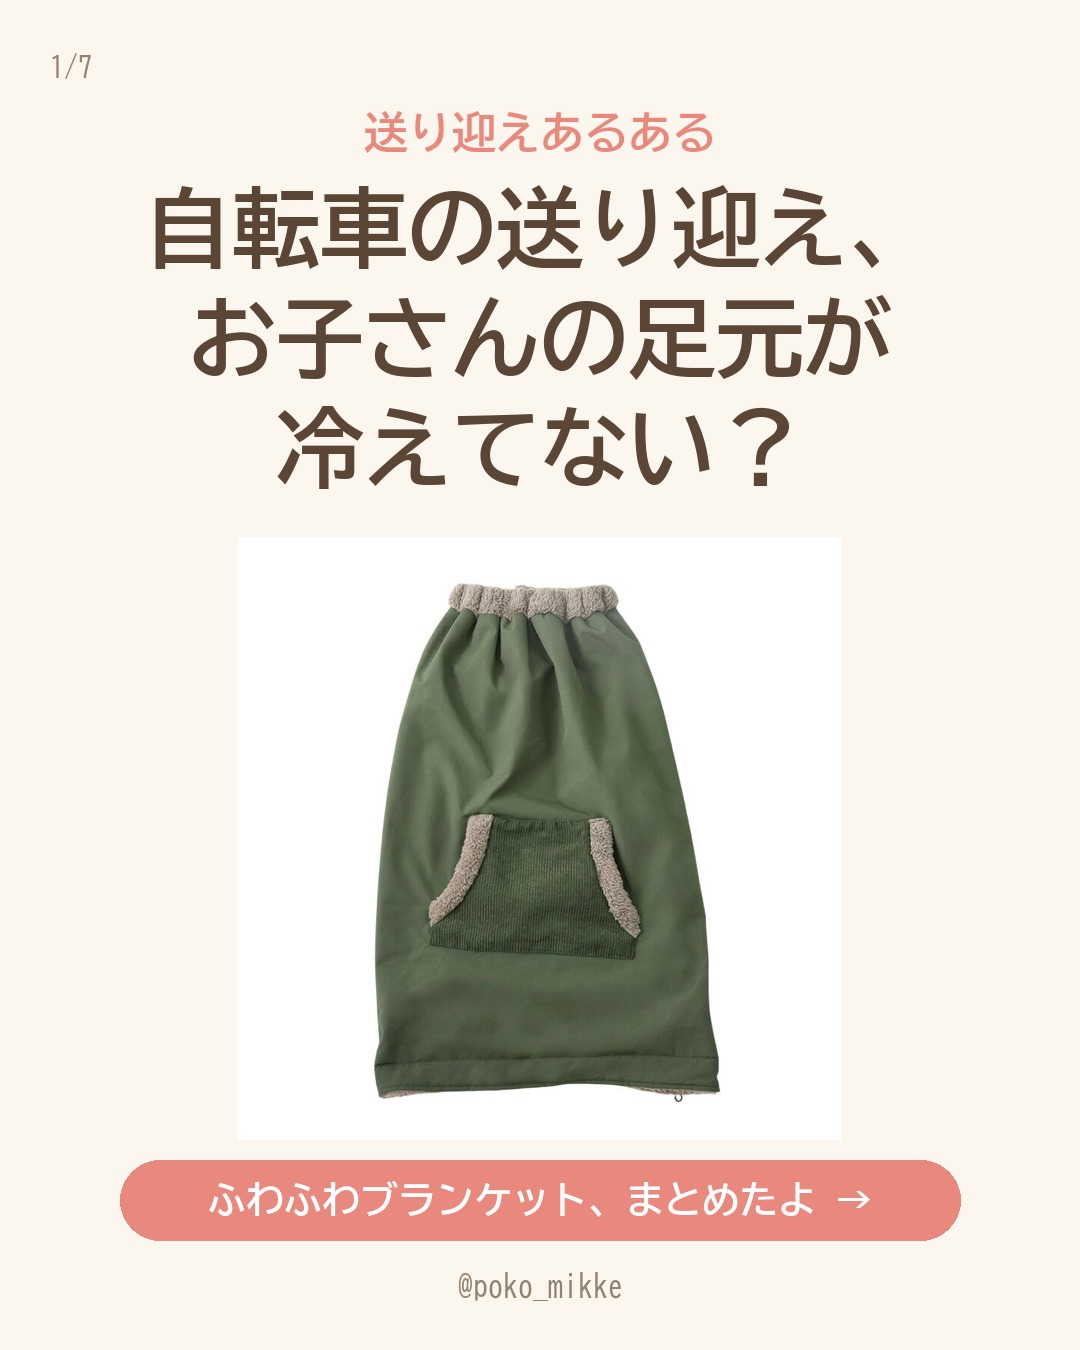 1/7
送り迎えあるある
自転車の送り迎え、
お子さんの足元が
冷えてない？
ふわふわブランケット、まとめたよ →
@poko_mikke